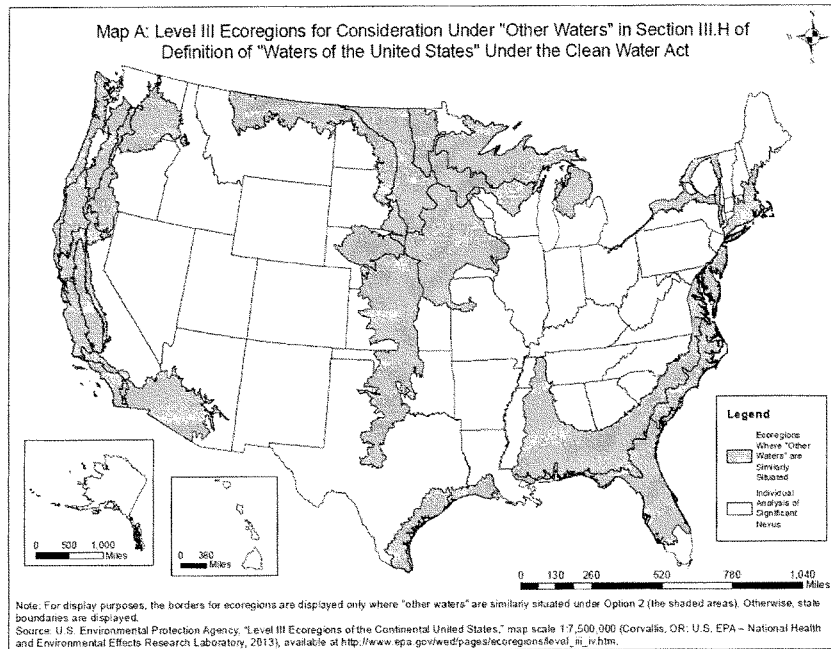 Map A: Level III Ecoregions for Consideration Under "Other Waters" in Section III.H of
Definition of "Waters of the United States" Under the Clean Water Act
N
Legend
Ecoregions
Where "Other
Waters" are
Similarly
Situated
Individual
Analysis of
Significant
Nexus
0 500 1,000
Miles
0 380
Miles
0 130 260 520 780 1,040
Miles
Note: For display purposes, the borders for ecoregions are displayed only where "other waters" are similarly situated under Option 2 (the shaded areas). Otherwise, state
boundaries are displayed.
Source: U.S. Environmental Protection Agency, "Level III Ecoregions of the Continental United States," map scale 1:7,500,000 (Corvallis, OR: U.S. EPA – National Health
and Environmental Effects Research Laboratory, 2013), available at http://www.epa.gov/wed/pages/ecoregions/level_iii_iv.htm.